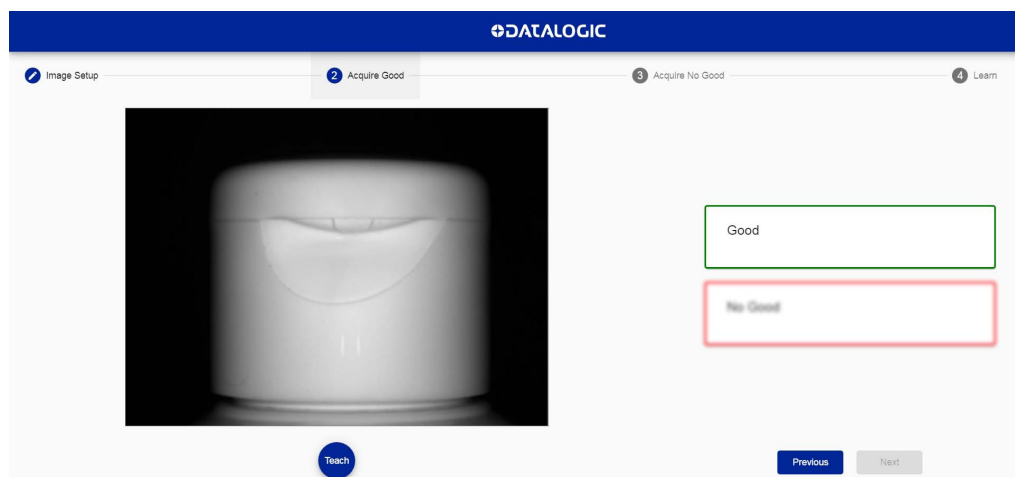 DATALOGIC
Image Setup
2 Acquire Good
3 Acquire No Good
4 Learn
Good
No Good
Teach
Previous
Next